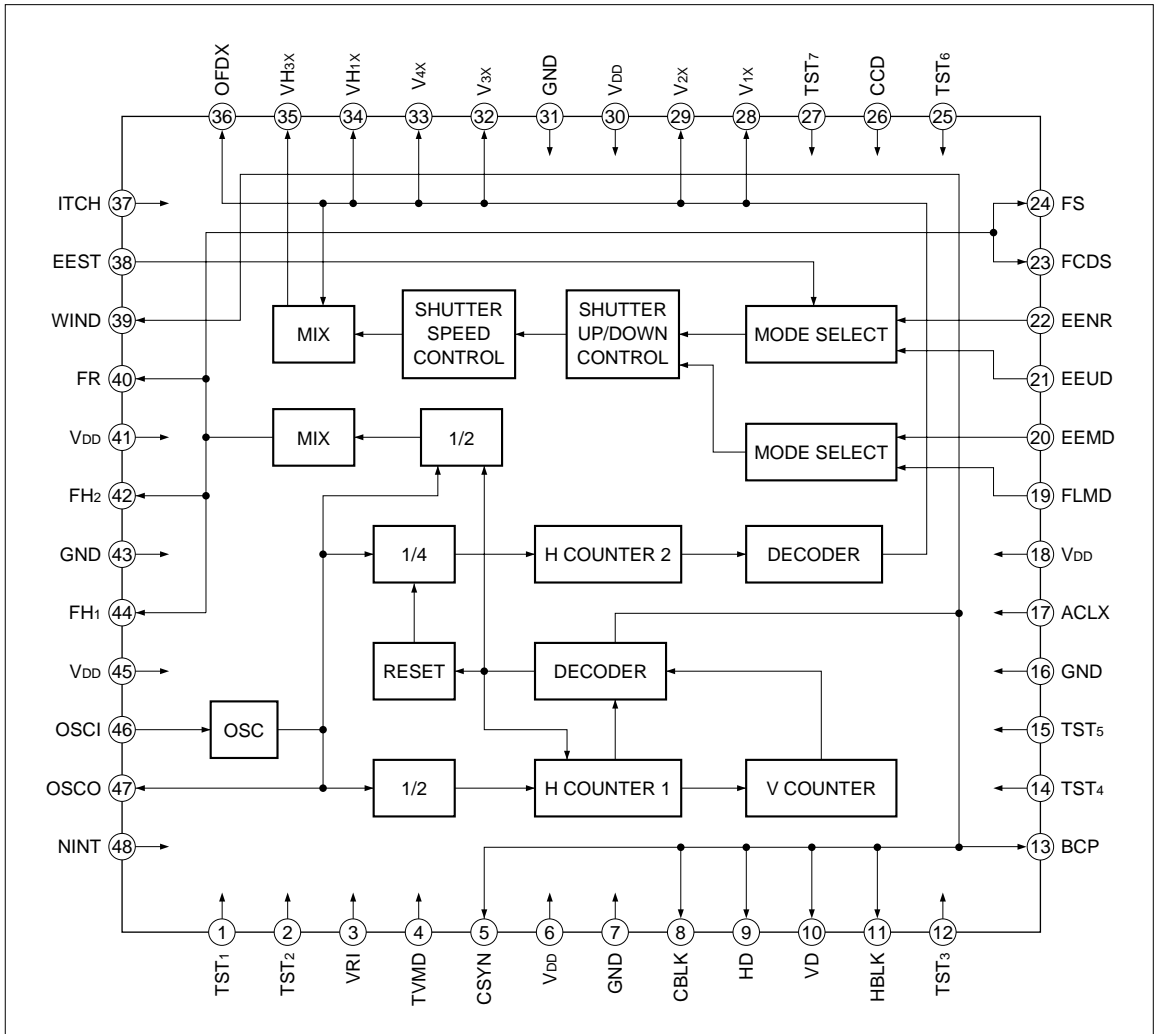 OFDX
VH3X
VH1X
V4X
V3X
GND
VDD
V2X
V1X
TST7
CCD
TST6
36
35
34
33
32
31
30
29
28
27
26
25
ITCH 37
24 FS
EEST 38
23 FCDS
WIND 39
MIX
SHUTTER
SPEED
CONTROL
SHUTTER
UP/DOWN
CONTROL
MODE SELECT
22 EENR
FR 40
21 EEUD
VDD 41
MIX
1/2
MODE SELECT
20 EEMD
FH2 42
19 FLMD
GND 43
1/4
H COUNTER 2
DECODER
18 VDD
FH1 44
17 ACLX
VDD 45
RESET
DECODER
16 GND
OSCI 46
OSC
15 TST5
OSCO 47
1/2
H COUNTER 1
V COUNTER
14 TST4
NINT 48
13 BCP
1
2
3
4
5
6
7
8
9
10
11
12
TST1
TST2
VRI
TVMD
CSYN
VDD
GND
CBLK
HD
VD
HBLK
TST3